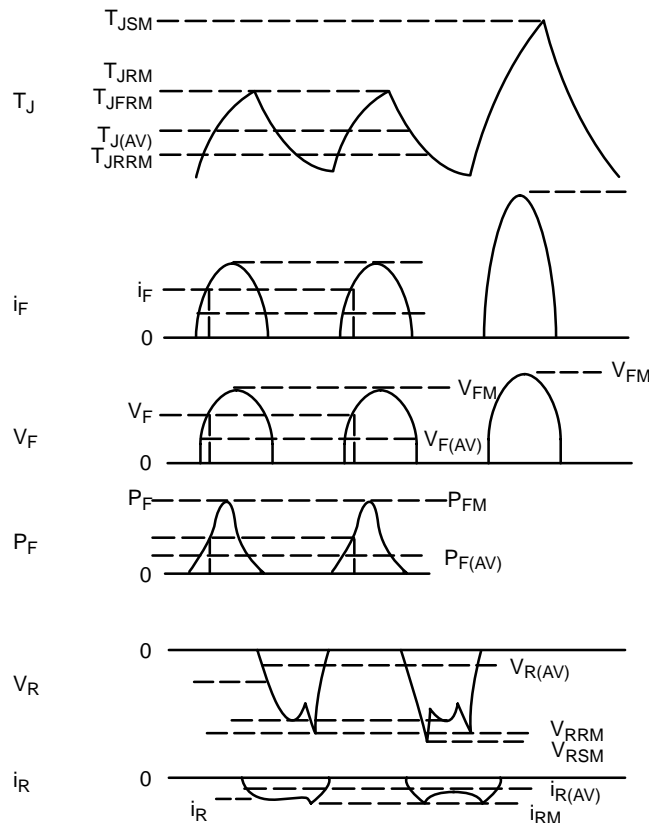 T_JSM
T_JRM
T_J
T_JFRM
T_J(AV)
T_JRRM
i_F
i_F
0
V_FM
V_FM
V_F
V_F
V_F(AV)
0
P_F
P_FM
P_F
P_F(AV)
0
0
V_R
V_R(AV)
V_RRM
V_RSM
0
i_R
i_R(AV)
i_R
i_RM